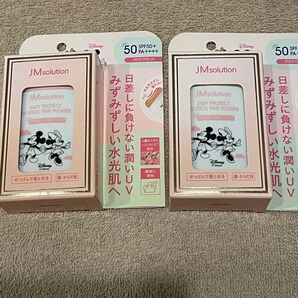 Disney
50 SPF50+
PA++++
JMsolution
EASY PROTECT
STICK PINK FLOWER
Disney
日差しに負けない潤いUV
みずみずしい水光肌へ
せっけんで落とせる
顔・からだ用
Disney
50 SPF
PA+
JMsolution
EASY PROTECT
STICK PINK FLOWER
Disney
日差しに負けない潤いUV
みずみずしい水光肌へ
せっけんで落とせる
顔・からだ用